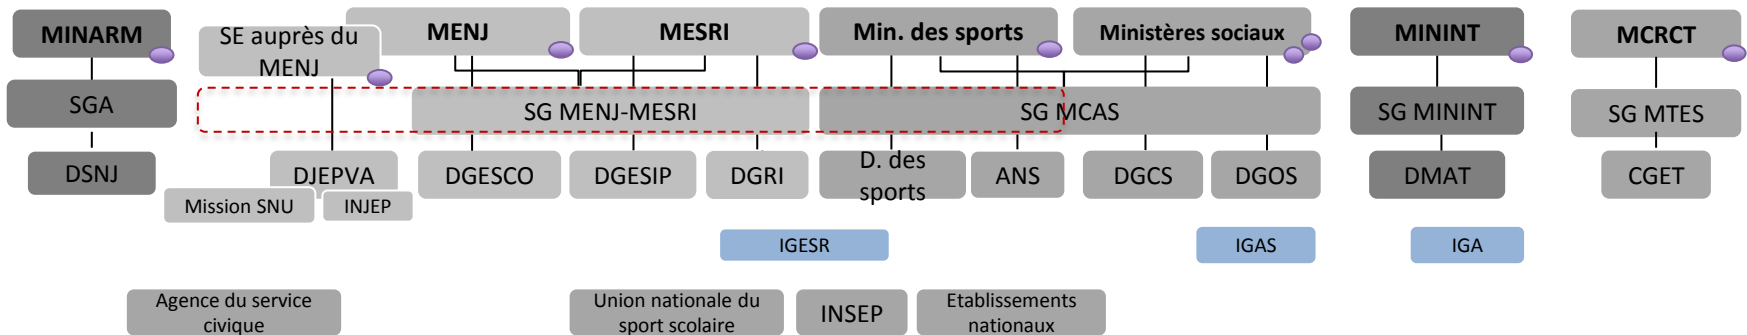 MINARM
SE auprès du
MENJ
MENJ
MESRI
Min. des sports
Ministères sociaux
MININT
MCRCT
SGA
SG MENJ-MESRI
SG MCAS
SG MININT
SG MTES
DSNJ
DJEPVA
DGESCO
DGESIP
DGRI
D. des
sports
ANS
DGCS
DGOS
DMAT
CGET
Mission SNU
INJEP
IGESR
IGAS
IGA
Agence du service
civique
Union nationale du
sport scolaire
INSEP
Etablissements
nationaux